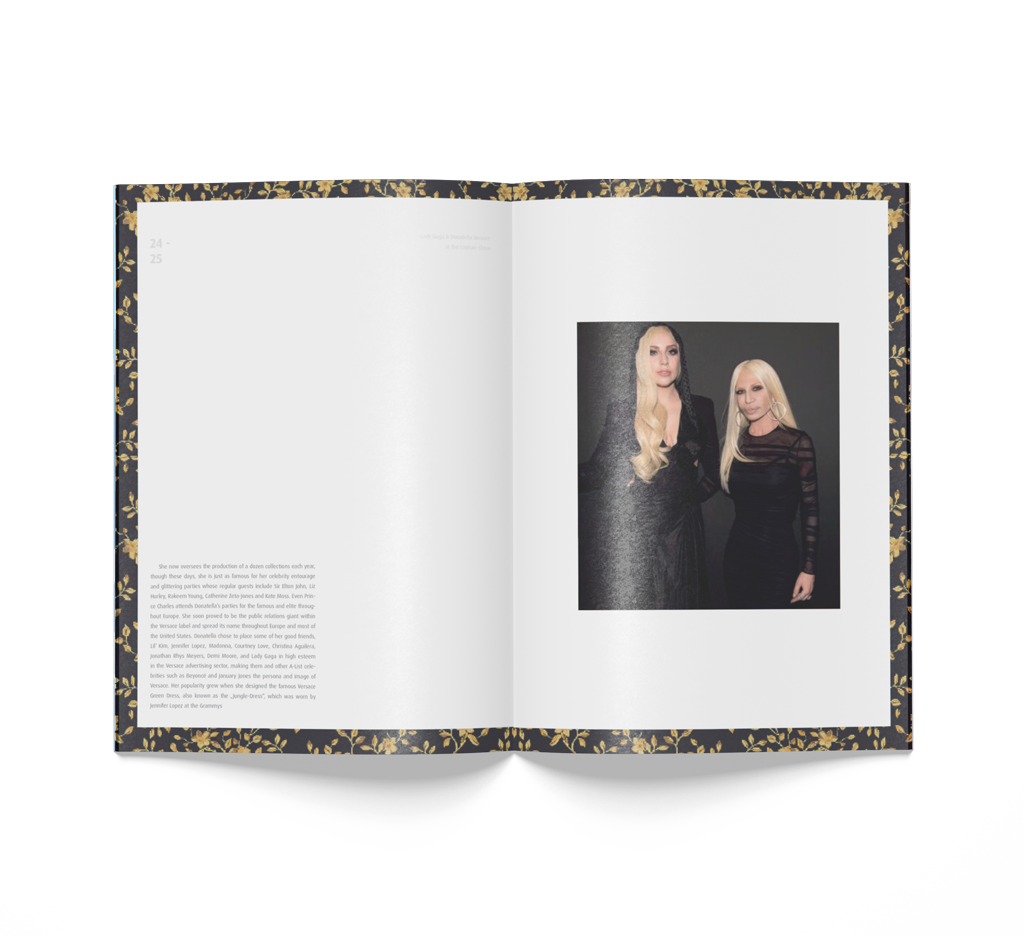 24 -
25
She now oversees the production of a dozen collections each year,
though these days, she is just as famous for her celebrity entourage
and glittering parties whose regular guests include Sir Elton John, Liz
Hurley, Kokeren Young, Catherine Zeta-Jones and Kate Moss. Even Prin-
ce Charles attends Donatella's parties for the famous and elite throug-
hout Europe. She soon proved to be the public relations giant within
the Versace label and spread its name throughout Europe and most of
the United States. Donatella chose to place some of her good friends,
Lil' Kim, Jennifer Lopez, Madonna, Courtney Love, Christina Aguilera,
Jonathan Rhys Meyers, Demi Moore, and Lady Gaga in high esteem
in the Versace advertising sector, making them and other A-List cele-
brities such as Beyoncé and January Jones the persona and image of
Versace. Her popularity grew when she designed the famous Versace
Green Dress, also known as the „Jungle-Dress", which was worn by
Jennifer Lopez at the Grammys